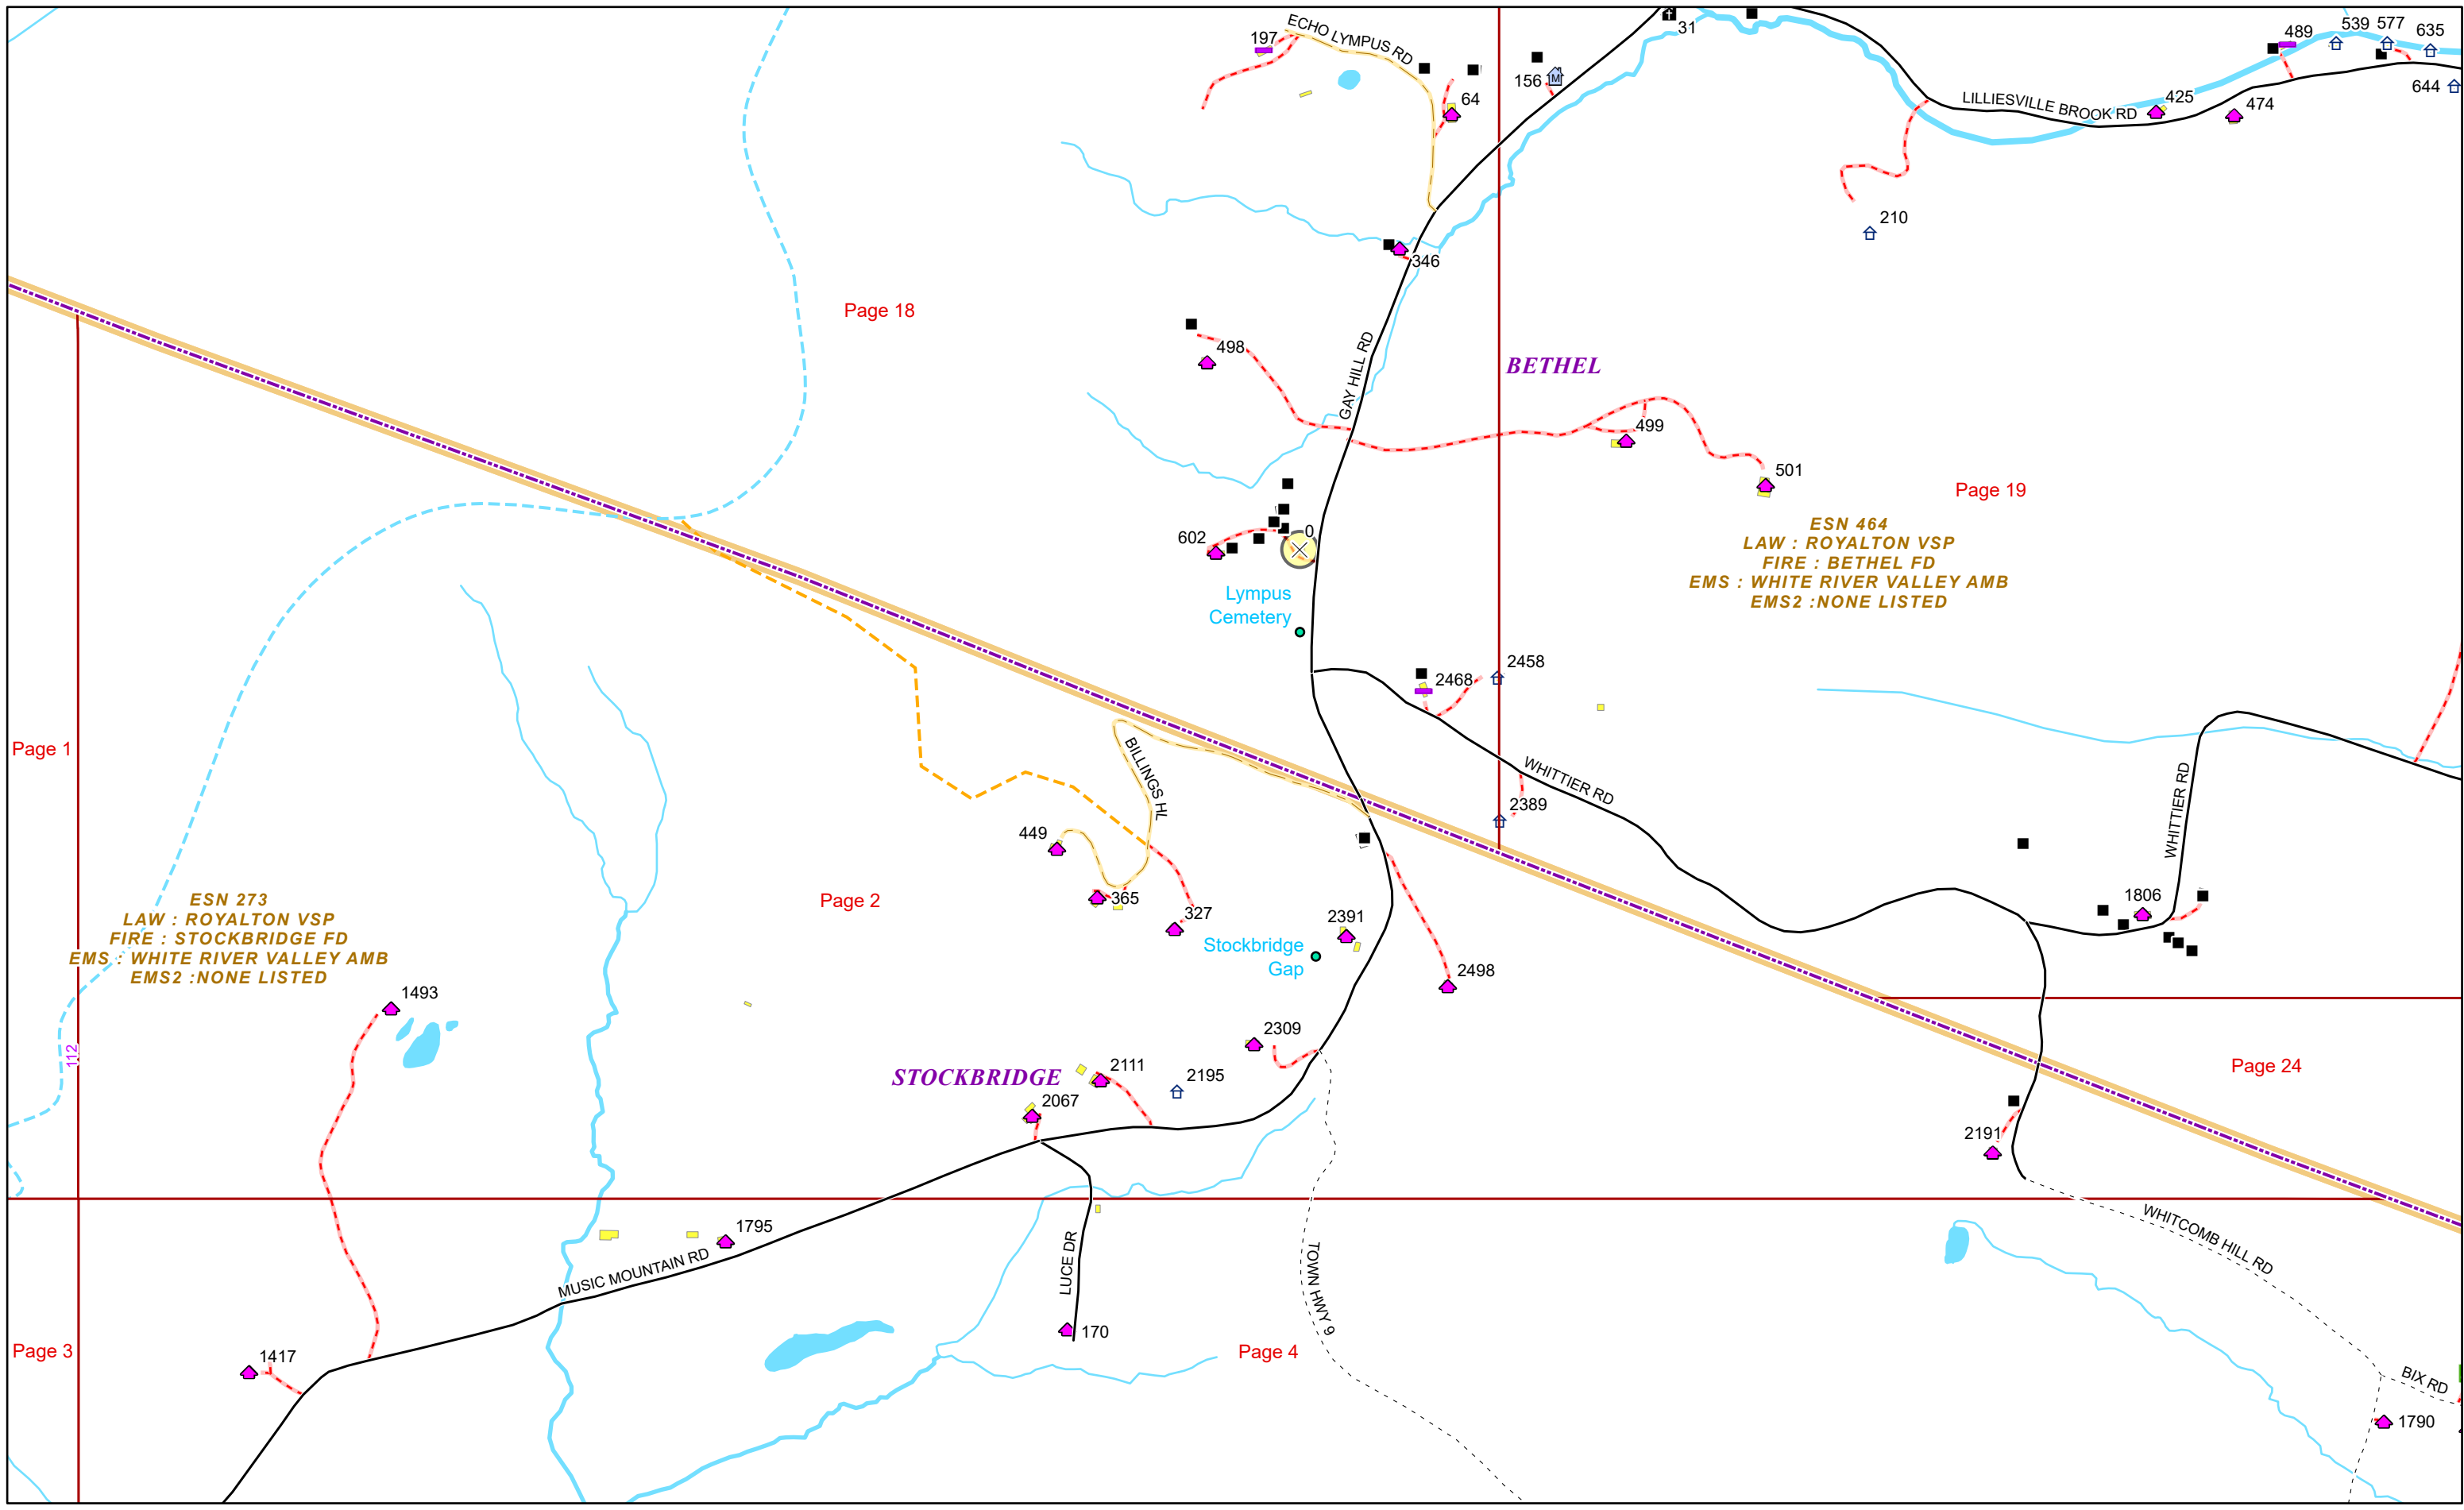 ECHO LYMPUS RD
197
31
489
539
577
635
64
156
LILLIESVILLE BROOK RD
425
474
644
210
346
Page 18
498
GAY HILL RD
BETHEL
499
501
Page 19
ESN 464
LAW : ROYALTON VSP
FIRE : BETHEL FD
EMS : WHITE RIVER VALLEY AMB
EMS2 :NONE LISTED
602
0
Lympus
Cemetery
2458
2468
Page 1
BILLINGS HL
WHITTIER RD
2389
WHITTIER RD
449
365
327
2391
Stockbridge
Gap
2498
1806
Page 2
ESN 273
LAW : ROYALTON VSP
FIRE : STOCKBRIDGE FD
EMS : WHITE RIVER VALLEY AMB
EMS2 :NONE LISTED
1493
112
2309
STOCKBRIDGE
2111
2195
2067
Page 24
2191
1795
MUSIC MOUNTAIN RD
LUCE DR
TOWN HWY 9
WHITCOMB HILL RD
170
Page 3
1417
Page 4
BIX RD
1790
M